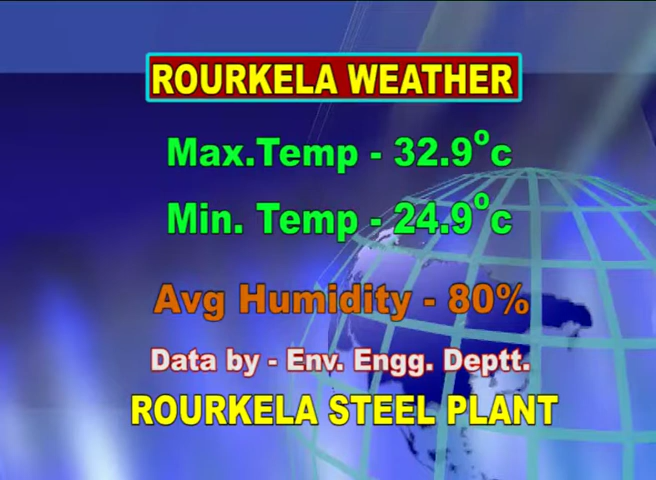 ROURKELA WEATHER
Max.Temp - 32.9°c
Min. Temp - 24.9°c
Avg Humidity - 80%
Data by - Env. Engg. Deptt.
ROURKELA STEEL PLANT